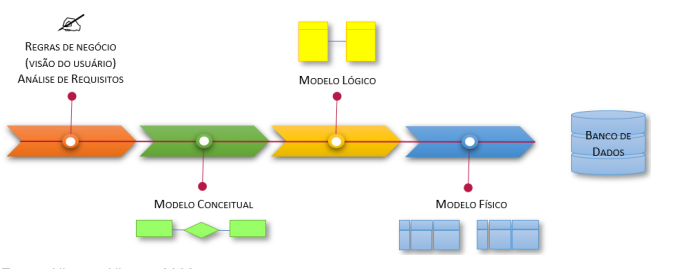 REGRAS DE NEGÓCIO
(VISÃO DO USUÁRIO)
ANÁLISE DE REQUISITOS
MODELO LÓGICO
BANCO DE
DADOS
MODELO CONCEITUAL
MODELO FÍSICO